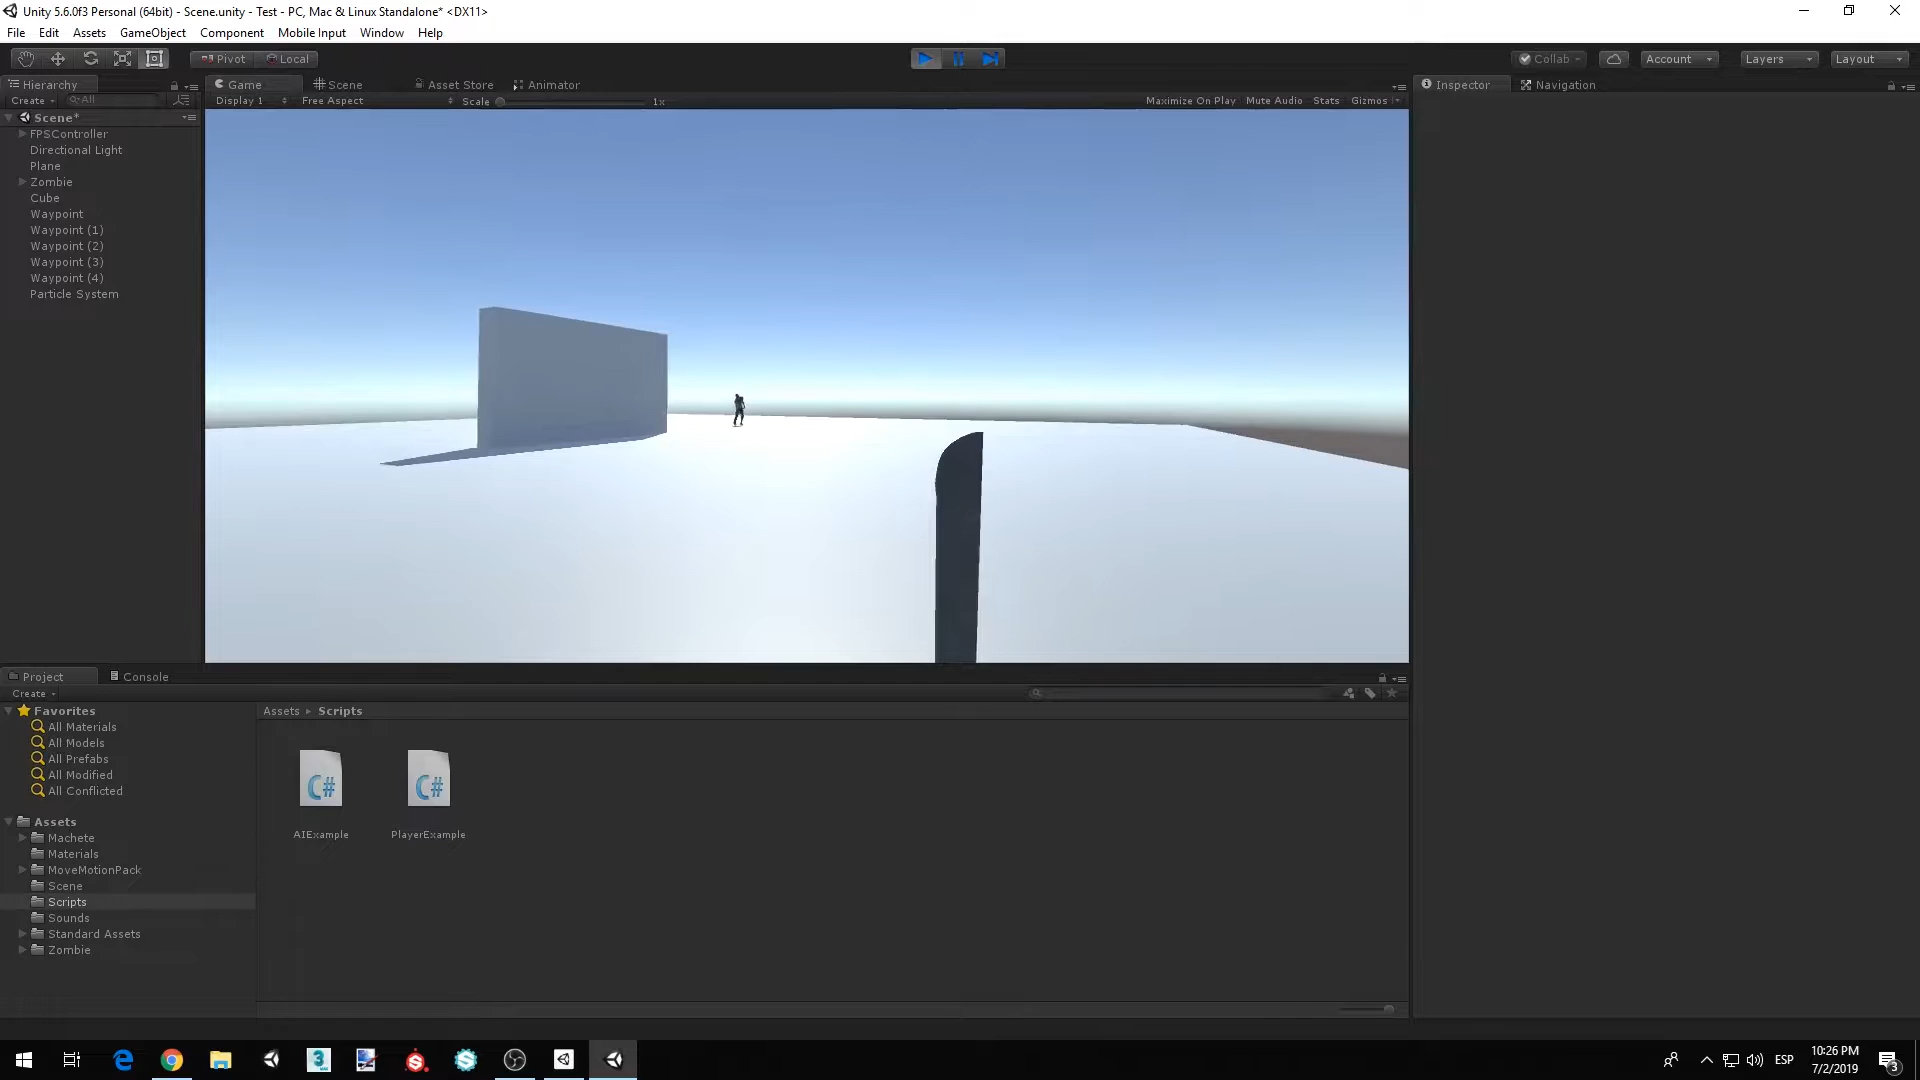 Unity 5.6.0f3 Personal (64bit) - Scene.unity - Test - PC, Mac & Linux Standalone* <DX11>
File Edit Assets GameObject Component Mobile Input Window Help
Pivot Local Collab Account Layers Layout
Hierarchy Game Scene Asset Store Animator Inspector Navigation
Create All Display 1 Free Aspect Scale 1x Maximize On Play Mute Audio Stats Gizmos
Scene*
FPSController
Directional Light
Plane
Zombie
Cube
Waypoint
Waypoint (1)
Waypoint (2)
Waypoint (3)
Waypoint (4)
Particle System
Project Console
Create
Favorites
All Materials
All Models
All Prefabs
All Modified
All Conflicted
Assets
Machete
Materials
MoveMotionPack
Scene
Scripts
Sounds
Standard Assets
Zombie
Assets Scripts
C# C#
AIExample PlayerExample
ESP
10:26 PM
7/2/2019
3